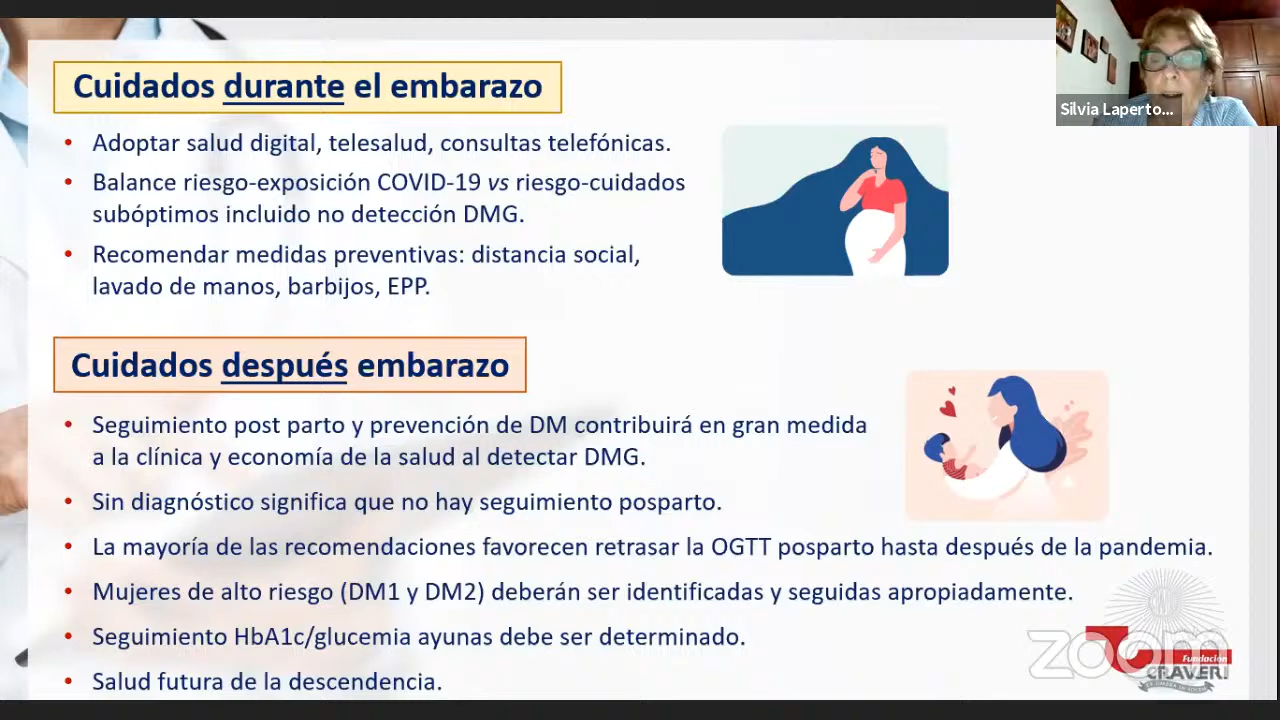 Silvia Laperto...
Cuidados durante el embarazo
• Adoptar salud digital, telesalud, consultas telefónicas.
• Balance riesgo-exposición COVID-19 vs riesgo-cuidados
subóptimos incluido no detección DMG.
• Recomendar medidas preventivas: distancia social,
lavado de manos, barbijos, EPP.
Cuidados después embarazo
• Seguimiento post parto y prevención de DM contribuirá en gran medida
a la clínica y economía de la salud al detectar DMG.
• Sin diagnóstico significa que no hay seguimiento posparto.
• La mayoría de las recomendaciones favorecen retrasar la OGTT posparto hasta después de la pandemia.
• Mujeres de alto riesgo (DM1 y DM2) deberán ser identificadas y seguidas apropiadamente.
• Seguimiento HbA1c/glucemia ayunas debe ser determinado.
• Salud futura de la descendencia.
zoom
Fundación
CRAVERI